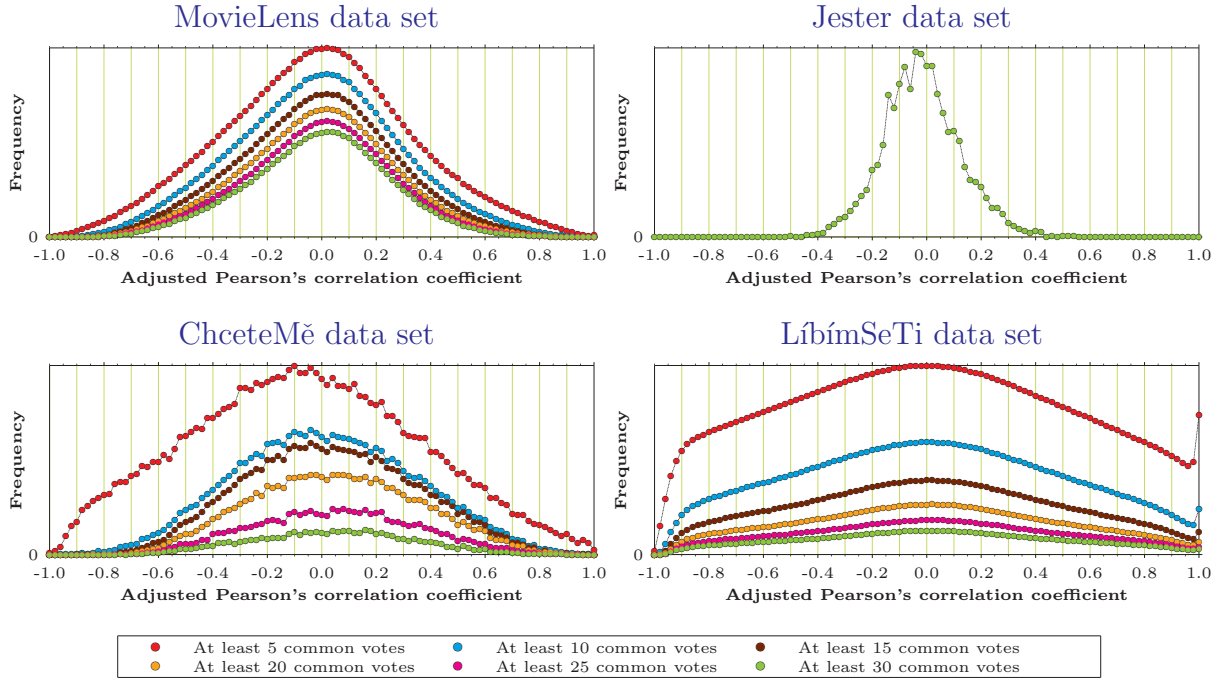 MovieLens data set
Jester data set
Frequency
0
-1.0 -0.8 -0.6 -0.4 -0.2 0.0 0.2 0.4 0.6 0.8 1.0
Adjusted Pearson's correlation coefficient
Frequency
0
-1.0 -0.8 -0.6 -0.4 -0.2 0.0 0.2 0.4 0.6 0.8 1.0
Adjusted Pearson's correlation coefficient
ChceteMě data set
LíbímSeTi data set
Frequency
0
-1.0 -0.8 -0.6 -0.4 -0.2 0.0 0.2 0.4 0.6 0.8 1.0
Adjusted Pearson's correlation coefficient
Frequency
0
-1.0 -0.8 -0.6 -0.4 -0.2 0.0 0.2 0.4 0.6 0.8 1.0
Adjusted Pearson's correlation coefficient
At least 5 common votes At least 10 common votes At least 15 common votes
At least 20 common votes At least 25 common votes At least 30 common votes